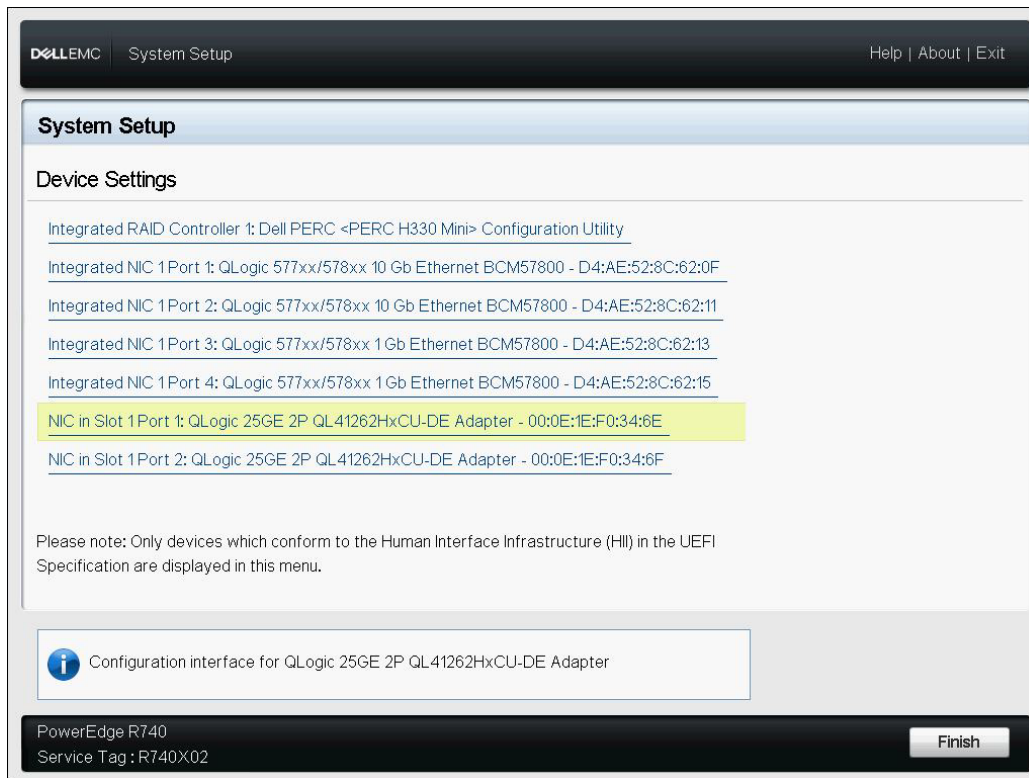 DELLEMC System Setup Help | About | Exit
System Setup
Device Settings
Integrated RAID Controller 1: Dell PERC <PERC H330 Mini> Configuration Utility
Integrated NIC 1 Port 1: QLogic 577xx/578xx 10 Gb Ethernet BCM57800 - D4:AE:52:8C:62:0F
Integrated NIC 1 Port 2: QLogic 577xx/578xx 10 Gb Ethernet BCM57800 - D4:AE:52:8C:62:11
Integrated NIC 1 Port 3: QLogic 577xx/578xx 1 Gb Ethernet BCM57800 - D4:AE:52:8C:62:13
Integrated NIC 1 Port 4: QLogic 577xx/578xx 1 Gb Ethernet BCM57800 - D4:AE:52:8C:62:15
NIC in Slot 1 Port 1: QLogic 25GE 2P QL41262HxCU-DE Adapter - 00:0E:1E:F0:34:6E
NIC in Slot 1 Port 2: QLogic 25GE 2P QL41262HxCU-DE Adapter - 00:0E:1E:F0:34:6F
Please note: Only devices which conform to the Human Interface Infrastructure (HII) in the UEFI
Specification are displayed in this menu.
Configuration interface for QLogic 25GE 2P QL41262HxCU-DE Adapter
PowerEdge R740
Service Tag : R740X02
Finish